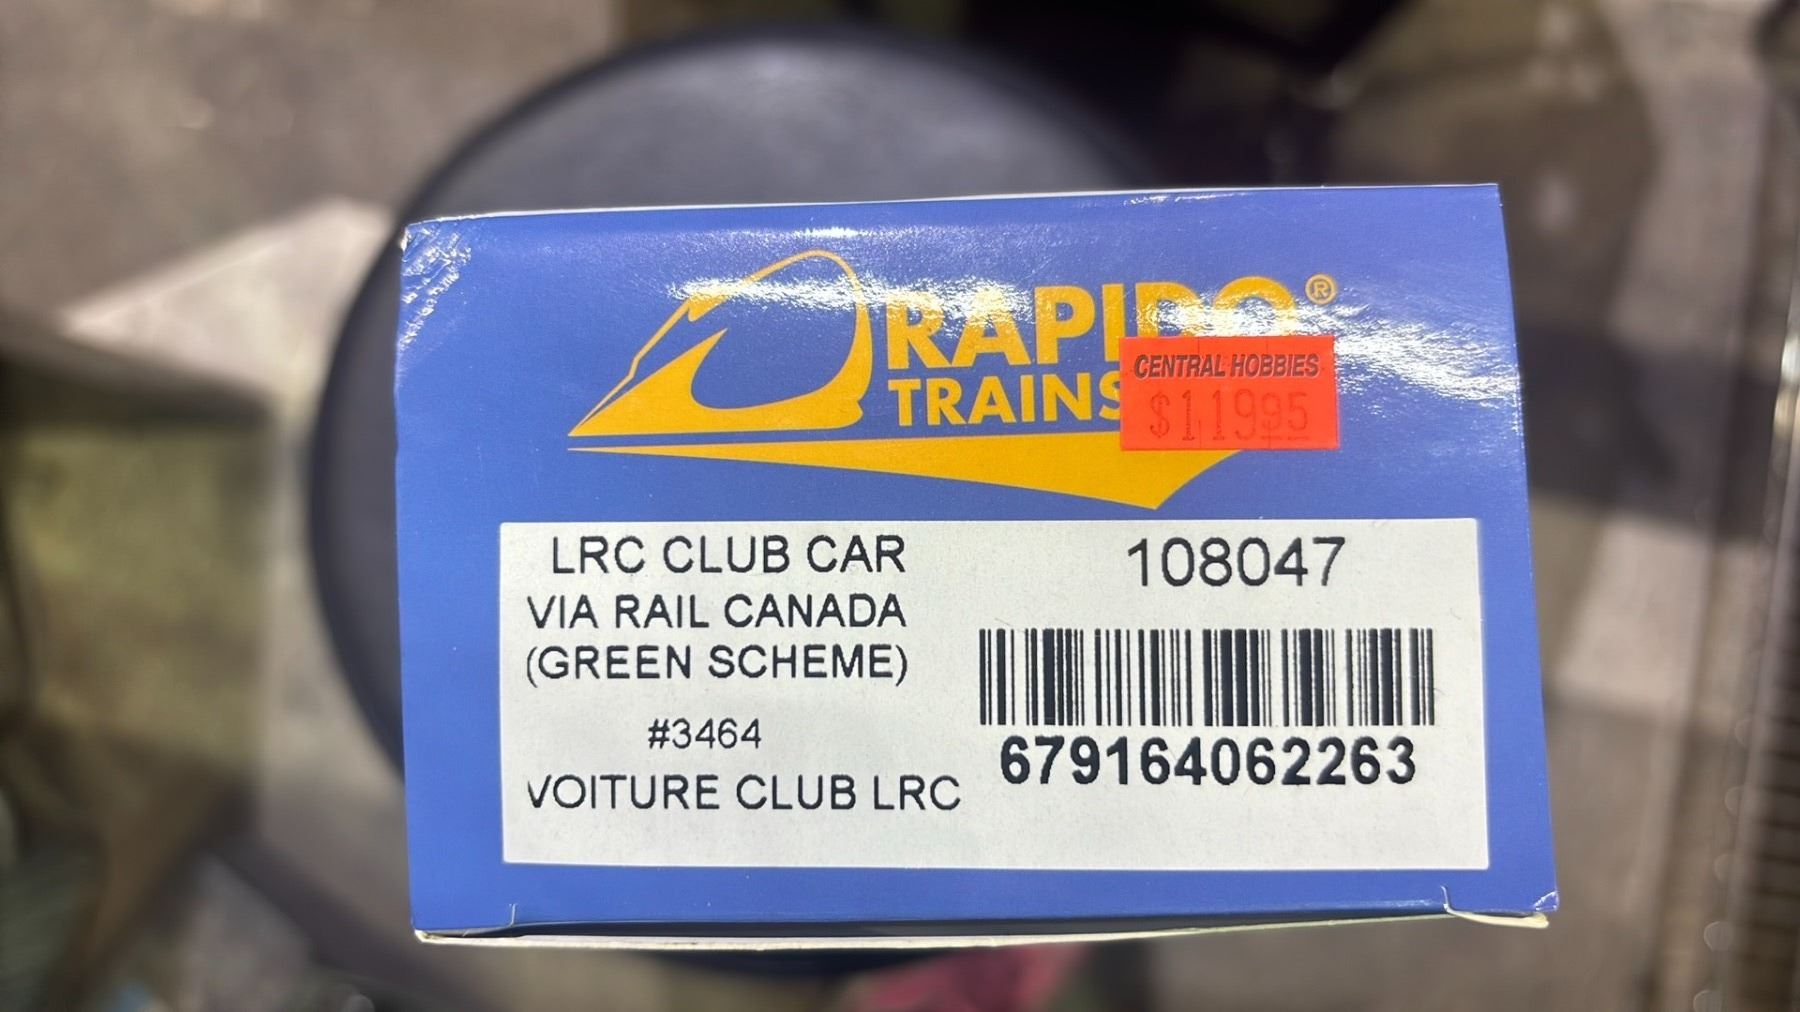 RAPIDO®
TRAINS
CENTRAL HOBBIES
$119.95
LRC CLUB CAR
VIA RAIL CANADA
(GREEN SCHEME)
#3464
VOITURE CLUB LRC
108047
679164062263